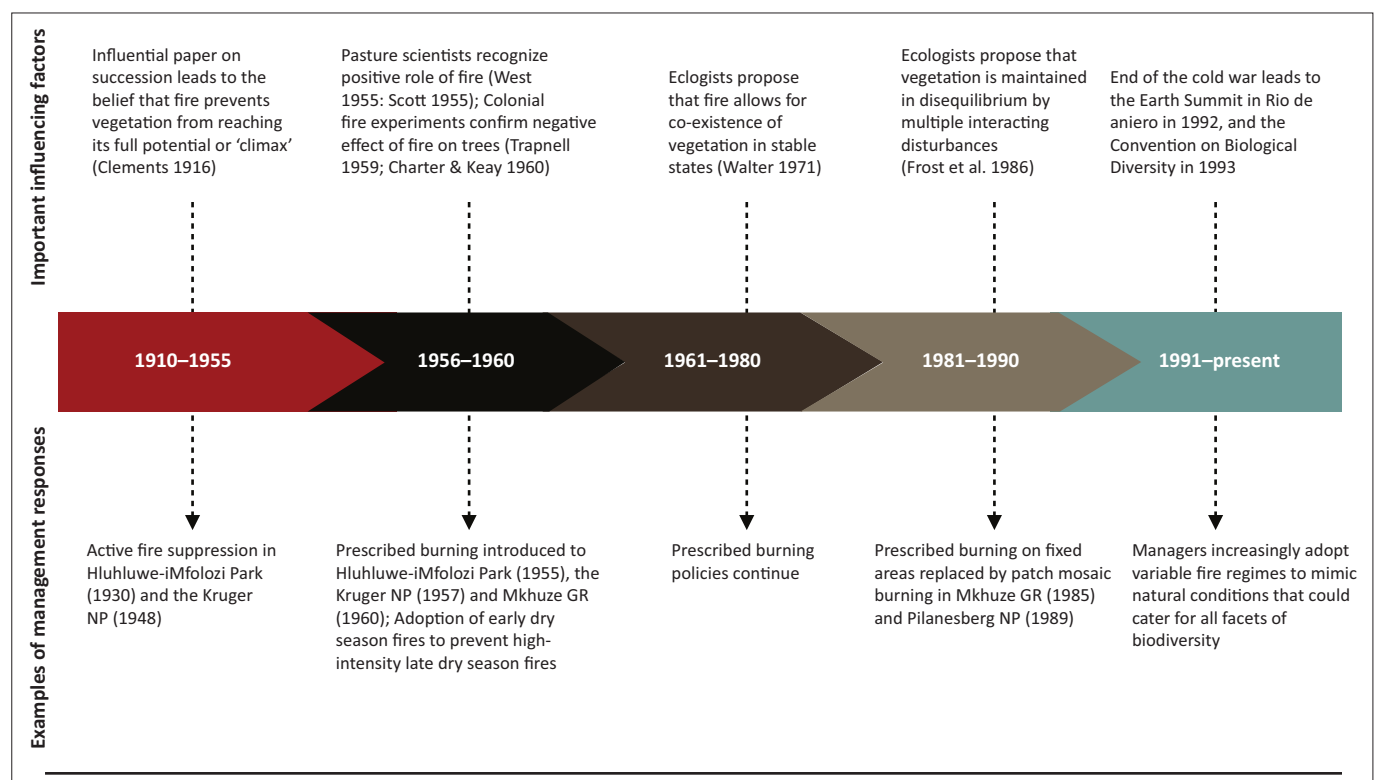 Important influencing factors
Influential paper on
succession leads to the
belief that fire prevents
vegetation from reaching
its full potential or ‘climax’
(Clements 1916)
Pasture scientists recognize
positive role of fire (West
1955: Scott 1955); Colonial
fire experiments confirm negative
effect of fire on trees (Trapnell
1959; Charter & Keay 1960)
Eclogists propose
that fire allows for
co-existence of
vegetation in stable
states (Walter 1971)
Ecologists propose that
vegetation is maintained
in disequilibrium by
multiple interacting
disturbances
(Frost et al. 1986)
End of the cold war leads to
the Earth Summit in Rio de
aniero in 1992, and the
Convention on Biological
Diversity in 1993
1910–1955
1956–1960
1961–1980
1981–1990
1991–present
Examples of management responses
Active fire suppression in
Hluhluwe-iMfolozi Park
(1930) and the Kruger
NP (1948)
Prescribed burning introduced to
Hluhluwe-iMfolozi Park (1955), the
Kruger NP (1957) and Mkhuze GR
(1960); Adoption of early dry
season fires to prevent high-
intensity late dry season fires
Prescribed burning
policies continue
Prescribed burning on fixed
areas replaced by patch mosaic
burning in Mkhuze GR (1985)
and Pilanesberg NP (1989)
Managers increasingly adopt
variable fire regimes to mimic
natural conditions that could
cater for all facets of
biodiversity